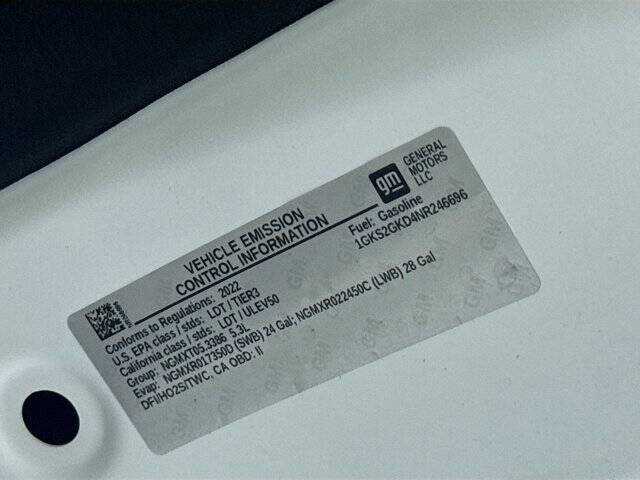 gm
GENERAL
MOTORS
LLC
VEHICLE EMISSION
CONTROL INFORMATION
Fuel: Gasoline
1GKS2GKD4NR246696
Conforms to Regulations: 2022
U.S. EPA class / stds: LDT / TIER3
California class / stds: LDT / ULEV50
Group: NGMXT05.3386 5.3L
Evap: NGMXR017350D (SWB) 24 Gal; NGMXR022450C (LWB) 28 Gal
DFI/HO2S/TWC, CA OBD: II